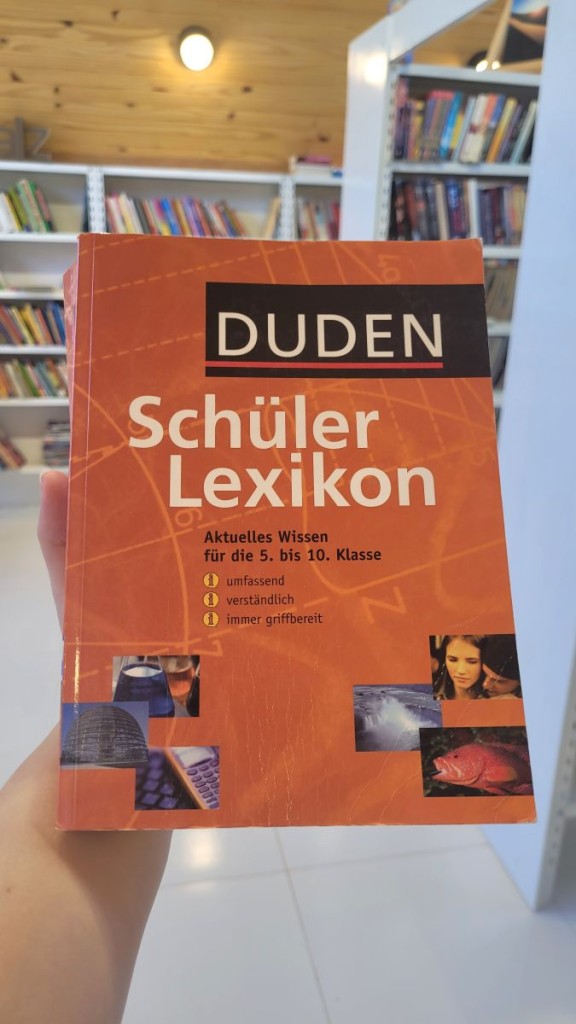 DUDEN
Schüler
Lexikon
Aktuelles Wissen
für die 5. bis 10. Klasse
umfassend
verständlich
immer griffbereit